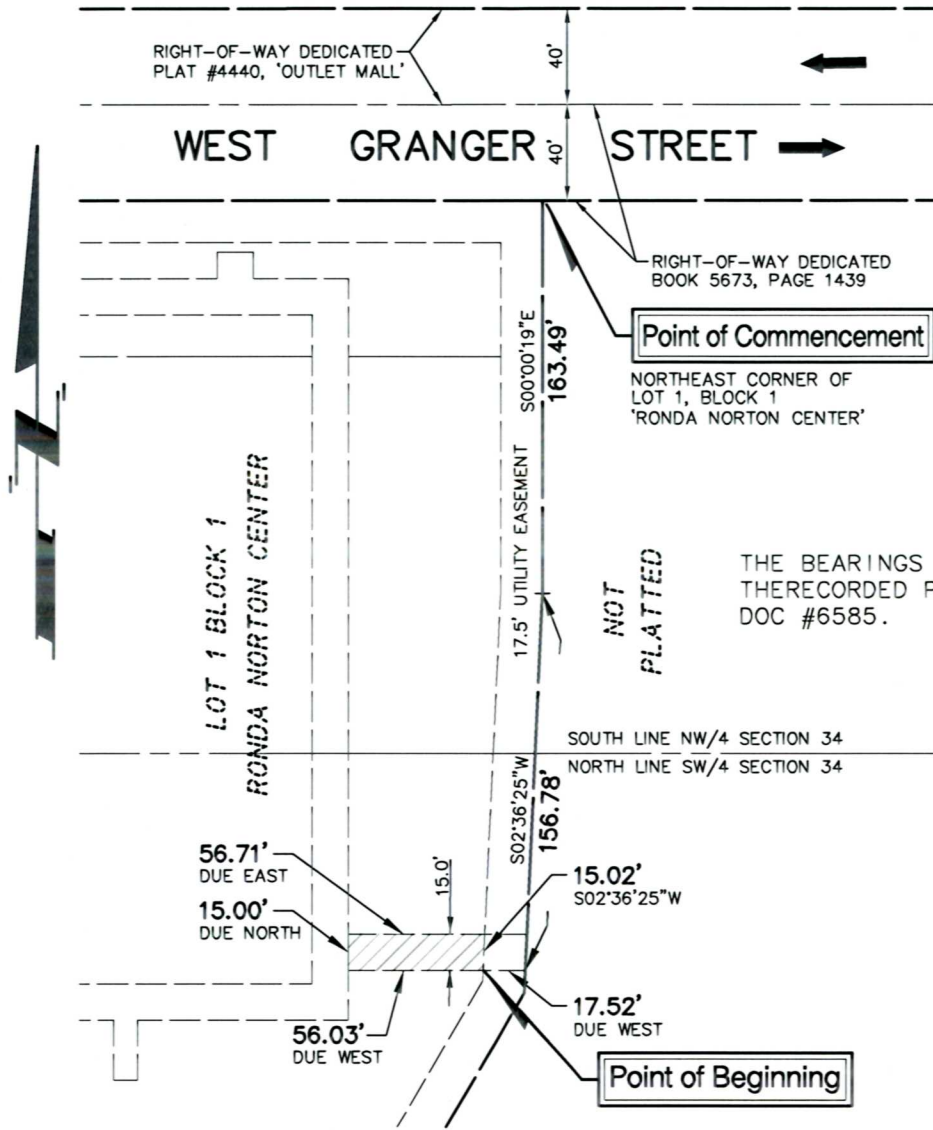 RIGHT-OF-WAY DEDICATED
PLAT #4440, 'OUTLET MALL'
40'
WEST GRANGER STREET
40'
RIGHT-OF-WAY DEDICATED
BOOK 5673, PAGE 1439
Point of Commencement
NORTHEAST CORNER OF
LOT 1, BLOCK 1
'RONDA NORTON CENTER'
S00°00'19"E
163.49'
17.5' UTILITY EASEMENT
N
LOT 1 BLOCK 1
RONDA NORTON CENTER
NOT
PLATTED
THE BEARINGS
THERECORDED P
DOC #6585.
SOUTH LINE NW/4 SECTION 34
NORTH LINE SW/4 SECTION 34
S02°36'25"W
156.78'
56.71'
DUE EAST
15.0'
15.02'
S02°36'25"W
15.00'
DUE NORTH
17.52'
DUE WEST
56.03'
DUE WEST
Point of Beginning